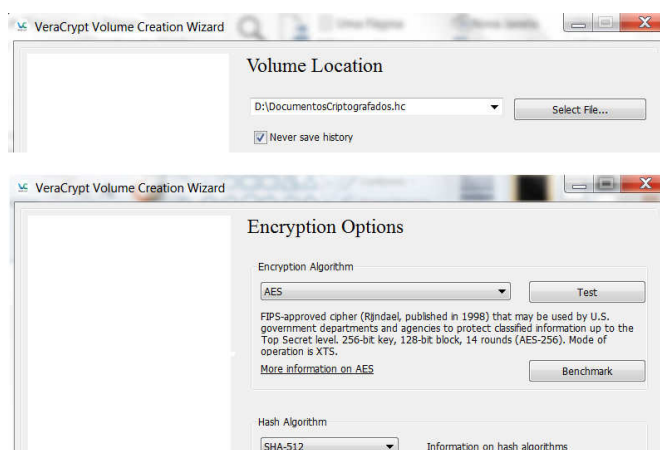 VeraCrypt Volume Creation Wizard
Volume Location
D:\DocumentosCriptografados.hc
Select File...
Never save history
VeraCrypt Volume Creation Wizard
Encryption Options
Encryption Algorithm
AES
Test
FIPS-approved cipher (Rijndael, published in 1998) that may be used by U.S.
government departments and agencies to protect classified information up to the
Top Secret level. 256-bit key, 128-bit block, 14 rounds (AES-256). Mode of
operation is XTS.
More information on AES
Benchmark
Hash Algorithm
SHA-512
Information on hash algorithms